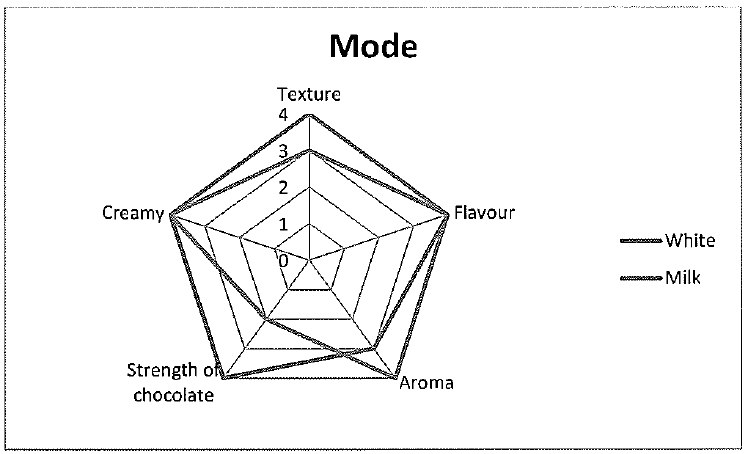 Mode
Texture
4
3
2
1
0
Creamy
Flavour
White
Milk
Strength of
chocolate
Aroma